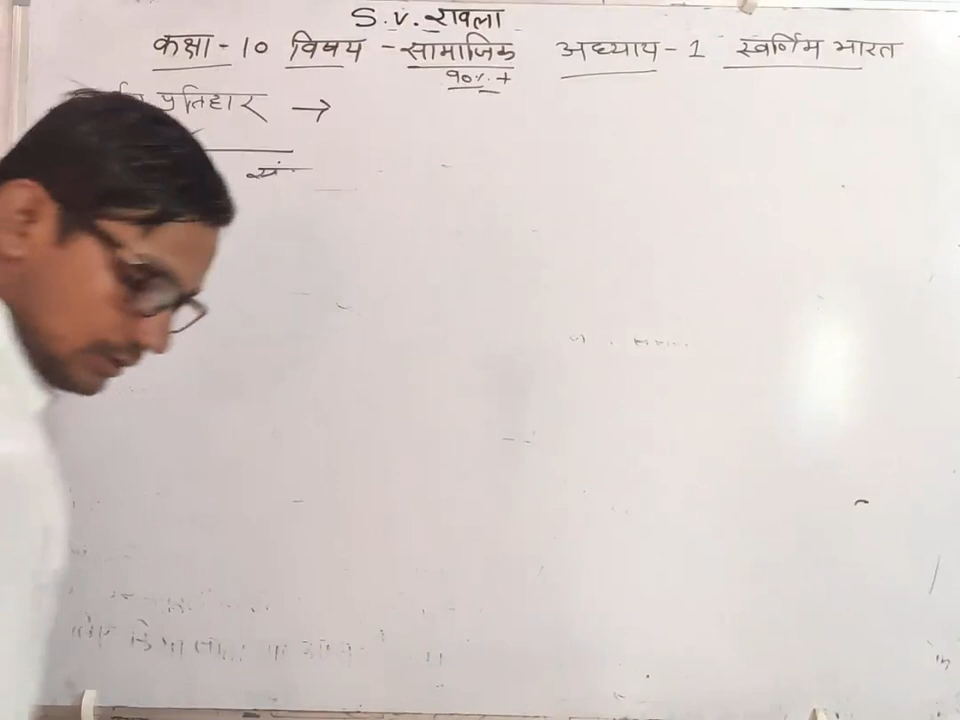 S.V. रावला
कक्षा - 10 विषय - सामाजिक अध्याय - 1 स्वर्णिम भारत
90% +
प्रतिहार →
सं